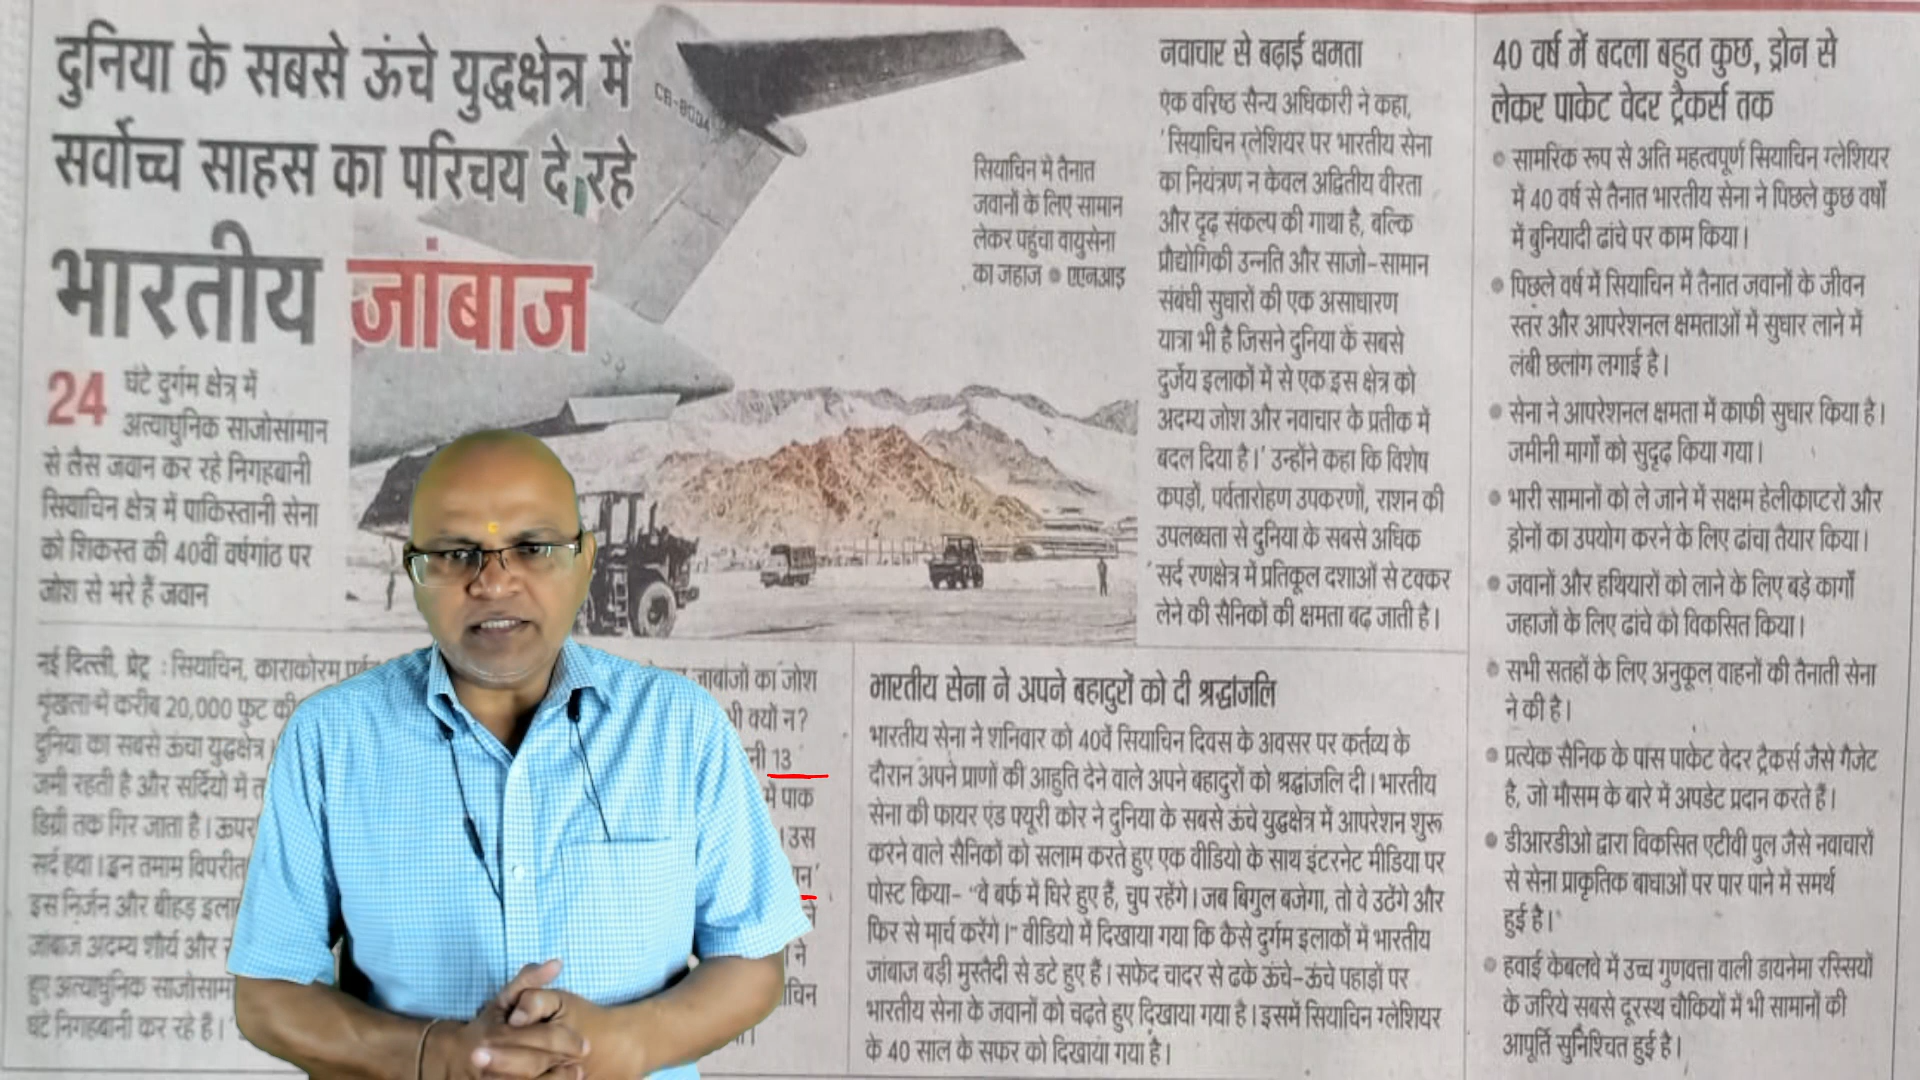 दुनिया के सबसे ऊंचे युद्धक्षेत्र में
सर्वोच्च साहस का परिचय दे रहे
भारतीय जांबाज
24 घंटे दुर्गम क्षेत्र में
अत्याधुनिक साजोसामान
से लैस जवान कर रहे निगहबानी
सियाचिन क्षेत्र में पाकिस्तानी सेना
को शिकस्त की 40वीं वर्षगांठ पर
जोश से भरे हैं जवान
CB-8004
सियाचिन में तैनात
जवानों के लिए सामान
लेकर पहुंचा वायुसेना
का जहाज ● एएनआइ
नई दिल्ली, प्रेट्र : सियाचिन, काराकोरम
श्रृंखला में करीब 20,000 फुट की
दुनिया का सबसे ऊंचा युद्धक्षेत्र
जमी रहती है और सर्दियों में
डिग्री तक गिर जाता है। ऊपर
सर्द हवा। इन तमाम विपरीत
इस निर्जन और बीहड़
जांबाज अदम्य शौर्य और
हुए अत्याधुनिक
घंटे निगहबानी कर रहे हैं।
जांबाजों का जोश
क्यों न?
13
में पाक
उस
ने
नवाचार से बढ़ाई क्षमता
एक वरिष्ठ सैन्य अधिकारी ने कहा,
'सियाचिन ग्लेशियर पर भारतीय सेना
का नियंत्रण न केवल अद्वितीय वीरता
और दृढ़ संकल्प की गाथा है, बल्कि
प्रौद्योगिकी उन्नति और साजो-सामान
संबंधी सुधारों की एक असाधारण
यात्रा भी है जिसने दुनिया के सबसे
दुर्जेय इलाकों में से एक इस क्षेत्र को
अदम्य जोश और नवाचार के प्रतीक में
बदल दिया है।' उन्होंने कहा कि विशेष
कपड़ों, पर्वतारोहण उपकरणों, राशन की
उपलब्धता से दुनिया के सबसे अधिक
सर्द रणक्षेत्र में प्रतिकूल दशाओं से टक्कर
लेने की सैनिकों की क्षमता बढ़ जाती है।
भारतीय सेना ने अपने बहादुरों को दी श्रद्धांजलि
भारतीय सेना ने शनिवार को 40वें सियाचिन दिवस के अवसर पर कर्तव्य के
दौरान अपने प्राणों की आहुति देने वाले अपने बहादुरों को श्रद्धांजलि दी। भारतीय
सेना की फायर एंड फ्यूरी कोर ने दुनिया के सबसे ऊंचे युद्धक्षेत्र में आपरेशन शुरू
करने वाले सैनिकों को सलाम करते हुए एक वीडियो के साथ इंटरनेट मीडिया पर
पोस्ट किया- "वे बर्फ में घिरे हुए हैं, चुप रहेंगे। जब बिगुल बजेगा, तो वे उठेंगे और
फिर से मार्च करेंगे।" वीडियो में दिखाया गया कि कैसे दुर्गम इलाकों में भारतीय
जांबाज बड़ी मुस्तैदी से डटे हुए हैं। सफेद चादर से ढके ऊंचे-ऊंचे पहाड़ों पर
भारतीय सेना के जवानों को चढ़ते हुए दिखाया गया है। इसमें सियाचिन ग्लेशियर
के 40 साल के सफर को दिखाया गया है।
40 वर्ष में बदला बहुत कुछ, ड्रोन से
लेकर पाकेट वेदर ट्रैकर्स तक
● सामरिक रूप से अति महत्वपूर्ण सियाचिन ग्लेशियर
में 40 वर्ष से तैनात भारतीय सेना ने पिछले कुछ वर्षों
में बुनियादी ढांचे पर काम किया।
● पिछले वर्ष में सियाचिन में तैनात जवानों के जीवन
स्तर और आपरेशनल क्षमताओं में सुधार लाने में
लंबी छलांग लगाई है।
● सेना ने आपरेशनल क्षमता में काफी सुधार किया है।
जमीनी मार्गों को सुदृढ़ किया गया।
● भारी सामानों को ले जाने में सक्षम हेलीकाप्टरों और
ड्रोनों का उपयोग करने के लिए ढांचा तैयार किया।
● जवानों और हथियारों को लाने के लिए बड़े कार्गो
जहाजों के लिए ढांचे को विकसित किया।
● सभी सतहों के लिए अनुकूल वाहनों की तैनाती सेना
ने की है।
● प्रत्येक सैनिक के पास पाकेट वेदर ट्रैकर्स जैसे गैजेट
है, जो मौसम के बारे में अपडेट प्रदान करते हैं।
● डीआरडीओ द्वारा विकसित एटीवी पुल जैसे नवाचारों
से सेना प्राकृतिक बाधाओं पर पार पाने में समर्थ
हुई है।
● हवाई केबलवे में उच्च गुणवत्ता वाली डायनेमा रस्सियों
के जरिये सबसे दूरस्थ चौकियों में भी सामानों की
आपूर्ति सुनिश्चित हुई है।